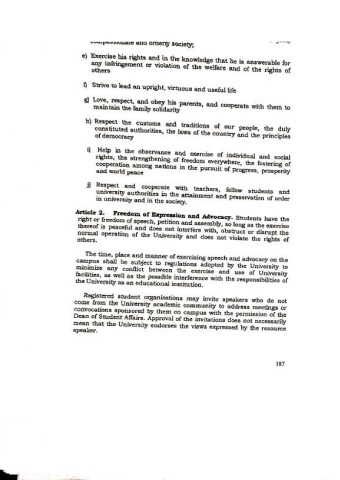 compassionate and orderly society;
e) Exercise his rights and in the knowledge that he is answerable for
any infringement or violation of the welfare and of the rights of
others
f) Strive to lead an upright, virtuous and useful life
g) Love, respect, and obey his parents, and cooperate with them to
maintain the family solidarity
h) Respect the customs and traditions of our people, the duly
constituted authorities, the laws of the country and the principles
of democracy
i) Help in the observance and exercise of individual and social
rights, the strengthening of freedom everywhere, the fostering of
cooperation among nations in the pursuit of progress, prosperity
and world peace
j) Respect and cooperate with teachers, fellow students and
university authorities in the attainment and preservation of order
in university and in the society.
Article 2. Freedom of Expression and Advocacy. Students have the
right or freedom of speech, petition and assembly, so long as the exercise
thereof is peaceful and does not interfere with, obstruct or disrupt the
normal operation of the University and does not violate the rights of
others.
The time, place and manner of exercising speech and advocacy on the
campus shall be subject to regulations adopted by the University to
minimize any conflict between the exercise and use of University
facilities, as well as the possible interference with the responsibilities of
the University as an educational institution.
Registered student organizations may invite speakers who do not
come from the University academic community to address meetings or
convocations sponsored by them on campus with the permission of the
Dean of Student Affairs. Approval of the invitations does not necessarily
mean that the University endorses the views expressed by the resource
speaker.
187